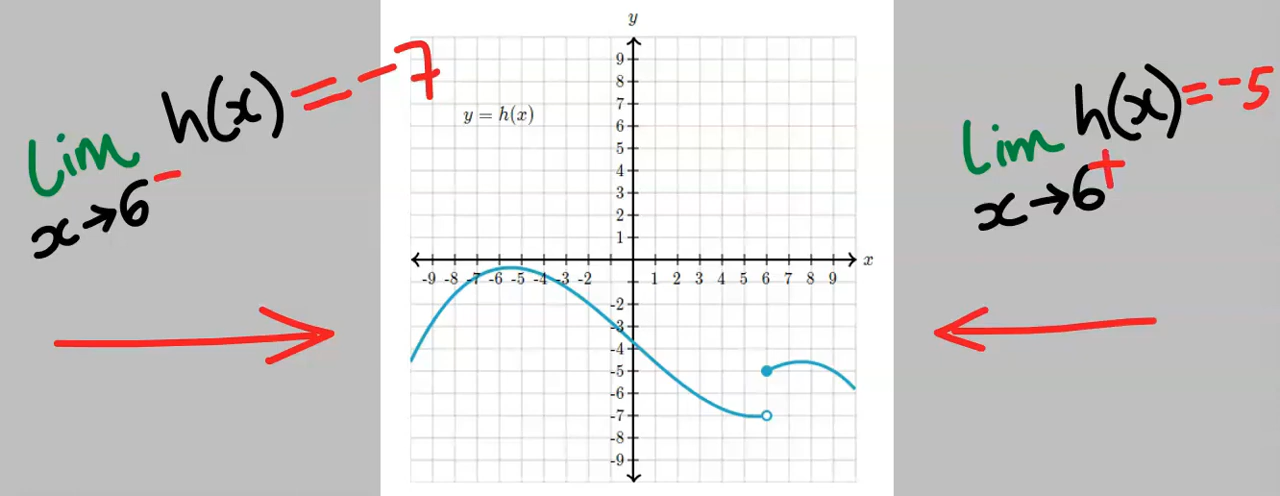 lim h(x) = -7
x→6⁻
y
9
8
7
y = h(x)
6
5
4
3
2
1
-9 -8 -7 -6 -5 -4 -3 -2 1 2 3 4 5 6 7 8 9 x
-2
-3
-4
-5
-6
-7
-8
-9
lim h(x) = -5
x→6⁺